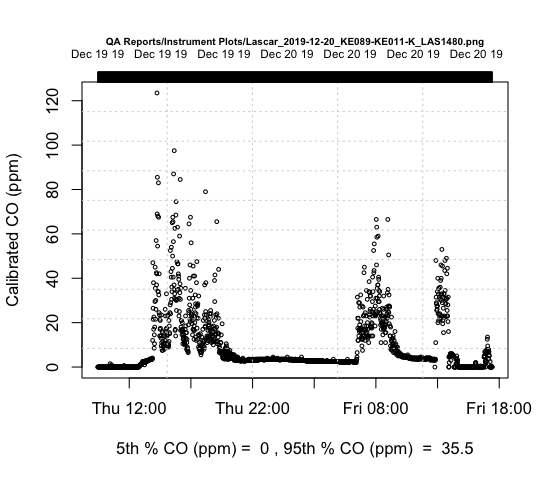 QA Reports/Instrument Plots/Lascar_2019-12-20_KE089-KE011-K_LAS1480.png
Dec 19 19 Dec 19 19 Dec 19 19 Dec 20 19 Dec 20 19 Dec 20 19 Dec 20 19
120
100
80
60
40
20
0
Calibrated CO (ppm)
Thu 12:00 Thu 22:00 Fri 08:00 Fri 18:00
5th % CO (ppm) = 0 , 95th % CO (ppm) = 35.5